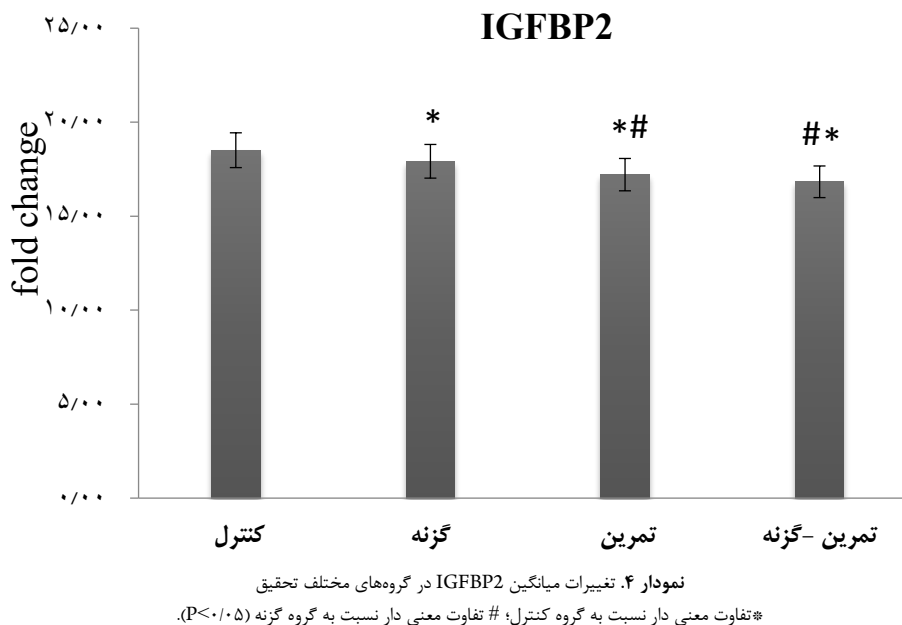 IGFBP2
fold change
۲۵/۰۰
۲۰/۰۰
۱۵/۰۰
۱۰/۰۰
۵/۰۰
۰/۰۰
*
*#
#*
کنترل
گزنه
تمرین
تمرین -گزنه
نمودار ۴. تغییرات میانگین IGFBP2 در گروه‌های مختلف تحقیق
*تفاوت معنی دار نسبت به گروه کنترل؛ # تفاوت معنی دار نسبت به گروه گزنه (P<۰/۰۵).